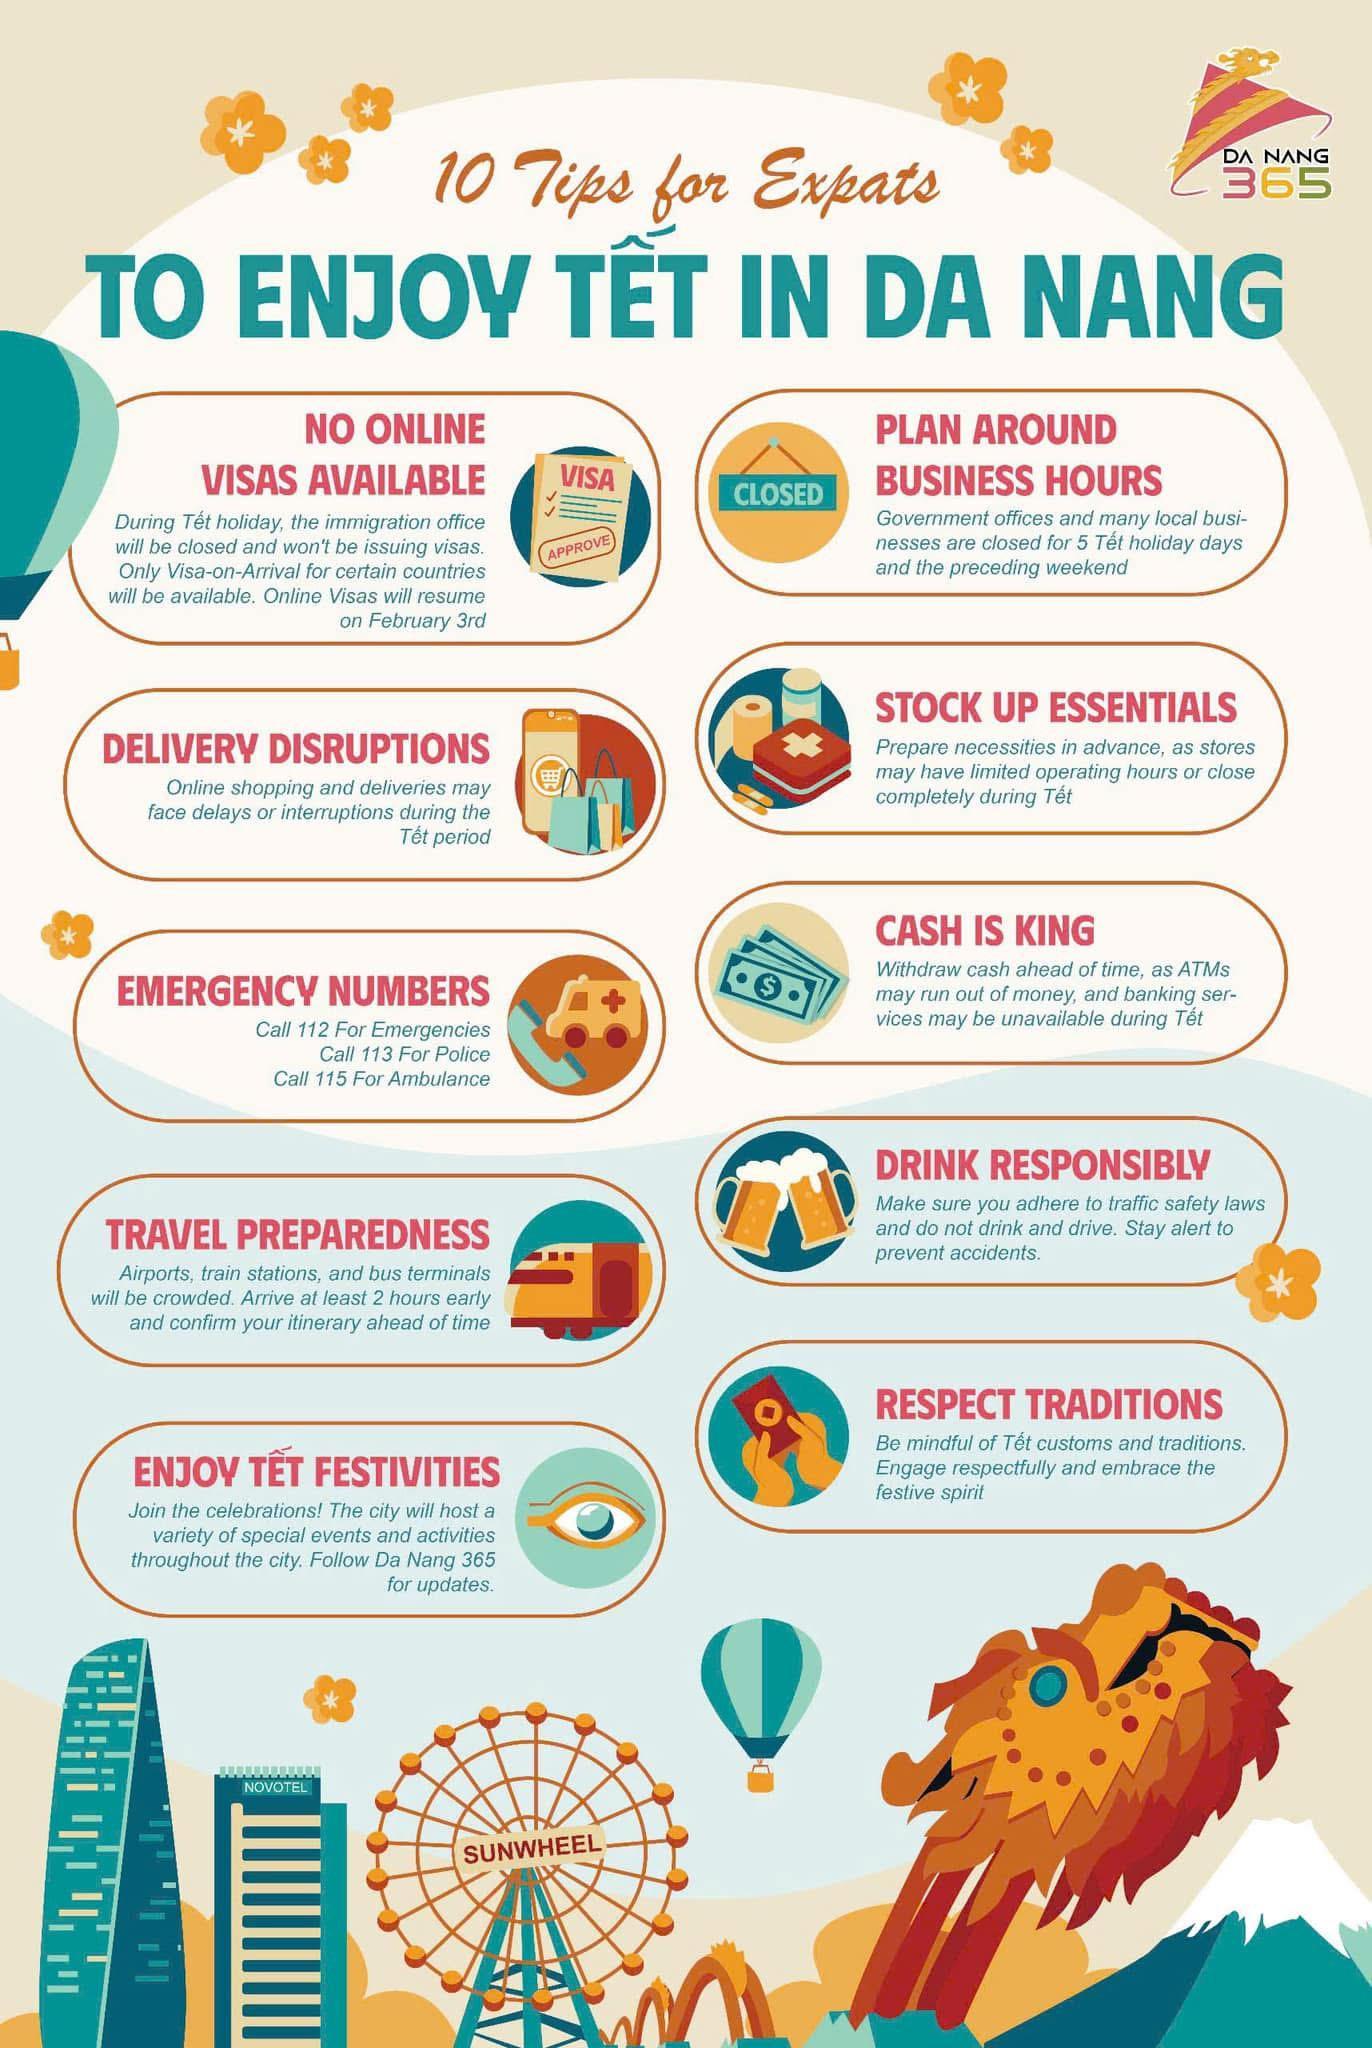 DA NANG
365
10 Tips for Expats
TO ENJOY TẾT IN DA NANG
NO ONLINE
VISAS AVAILABLE
During Tết holiday, the immigration office
will be closed and won't be issuing visas.
Only Visa-on-Arrival for certain countries
will be available. Online Visas will resume
on February 3rd
VISA
APPROVE
CLOSED
PLAN AROUND
BUSINESS HOURS
Government offices and many local busi-
nesses are closed for 5 Tết holiday days
and the preceding weekend
DELIVERY DISRUPTIONS
Online shopping and deliveries may
face delays or interruptions during the
Tết period
STOCK UP ESSENTIALS
Prepare necessities in advance, as stores
may have limited operating hours or close
completely during Tết
EMERGENCY NUMBERS
Call 112 For Emergencies
Call 113 For Police
Call 115 For Ambulance
$
CASH IS KING
Withdraw cash ahead of time, as ATMs
may run out of money, and banking ser-
vices may be unavailable during Tết
TRAVEL PREPAREDNESS
Airports, train stations, and bus terminals
will be crowded. Arrive at least 2 hours early
and confirm your itinerary ahead of time
DRINK RESPONSIBLY
Make sure you adhere to traffic safety laws
and do not drink and drive. Stay alert to
prevent accidents.
ENJOY TẾT FESTIVITIES
Join the celebrations! The city will host a
variety of special events and activities
throughout the city. Follow Da Nang 365
for updates.
RESPECT TRADITIONS
Be mindful of Tết customs and traditions.
Engage respectfully and embrace the
festive spirit
NOVOTEL
SUNWHEEL